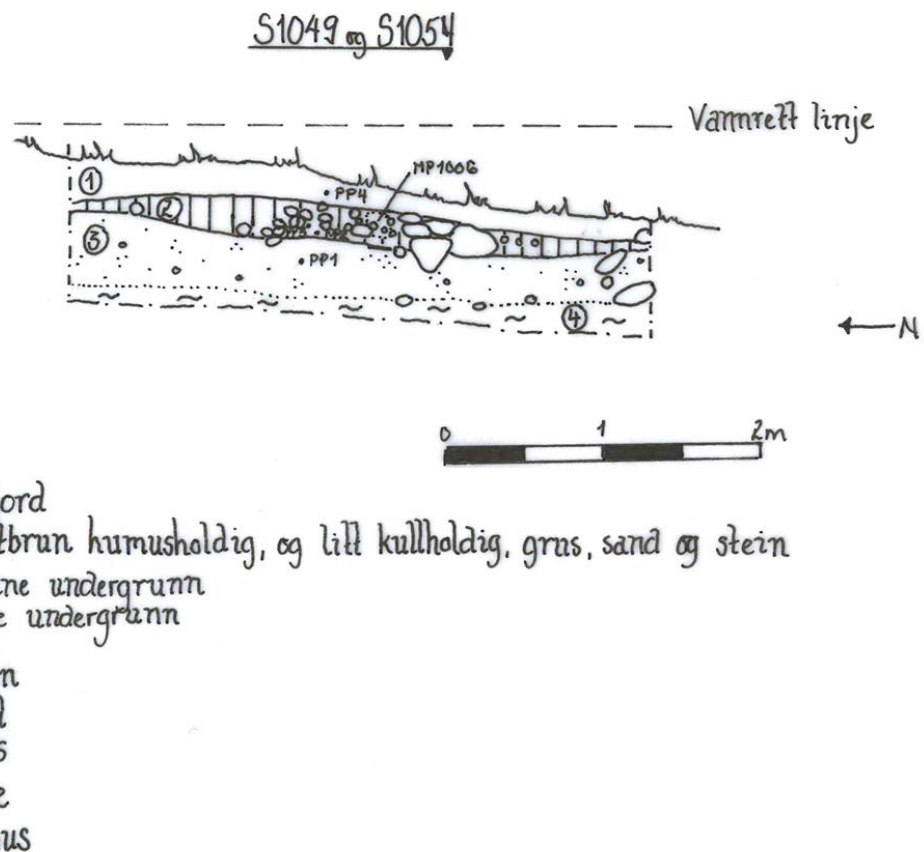 S1049 og S1054
Vannrett linje
MP1006
PP4
1
2
3
PP1
4
N
0 1 2m
ord
tbrun humusholdig, og litt kullholdig, grus, sand og stein
ne undergrunn
e undergrunn
n
d
s
e
us